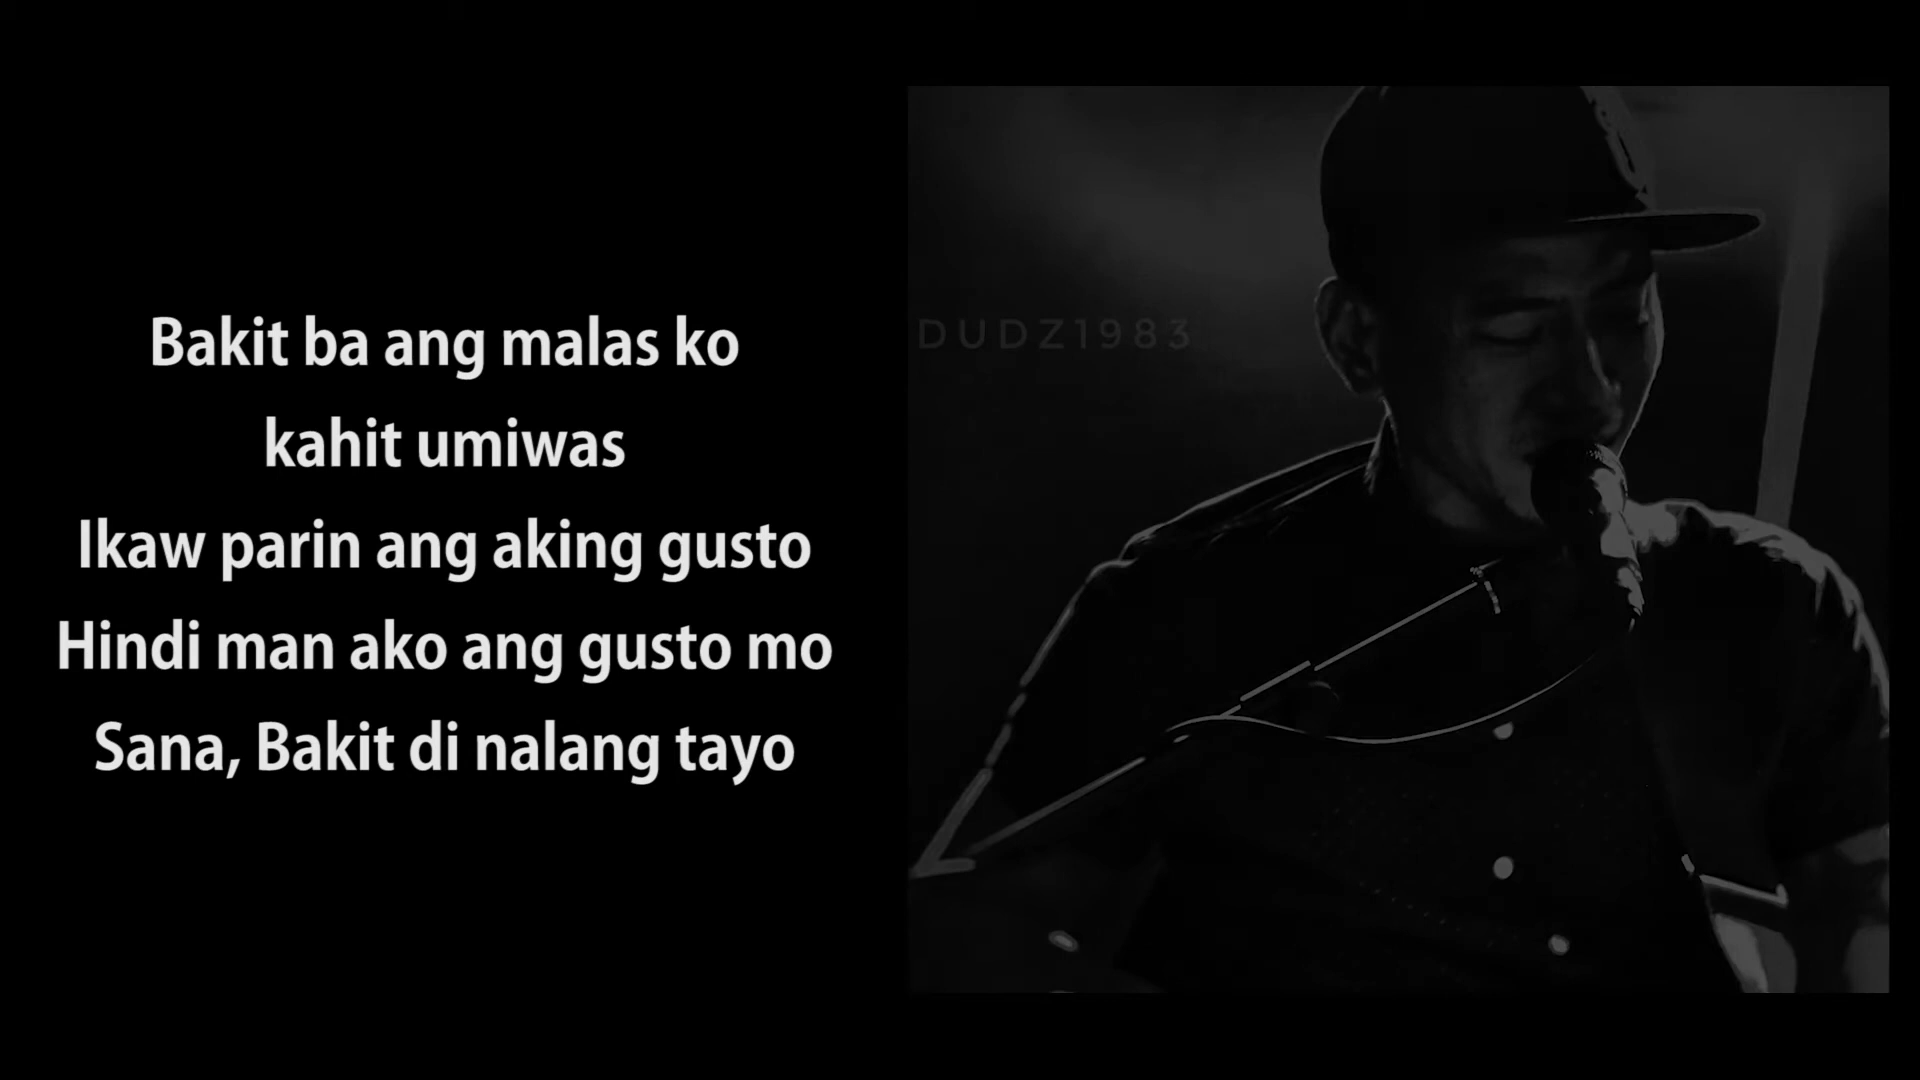 Bakit ba ang malas ko
kahit umiwas
Ikaw parin ang aking gusto
Hindi man ako ang gusto mo
Sana, Bakit di nalang tayo
DUDZ1983